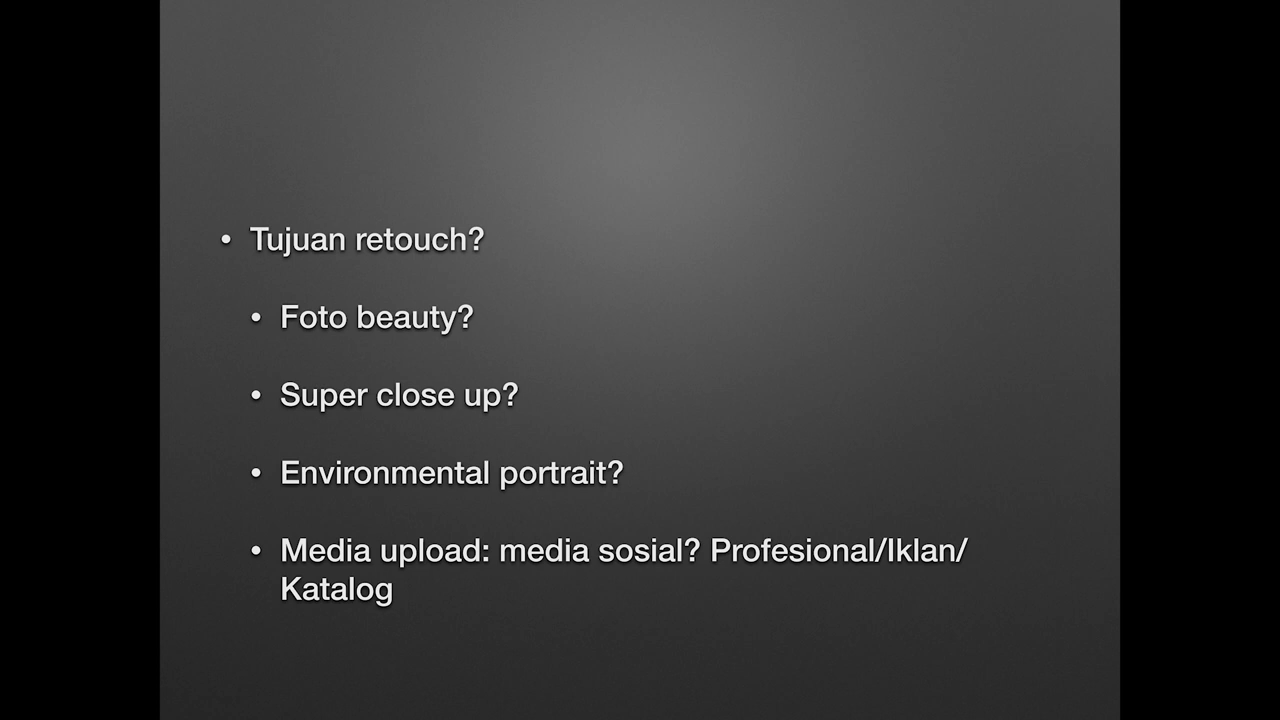 • Tujuan retouch?
• Foto beauty?
• Super close up?
• Environmental portrait?
• Media upload: media sosial? Profesional/Iklan/
Katalog